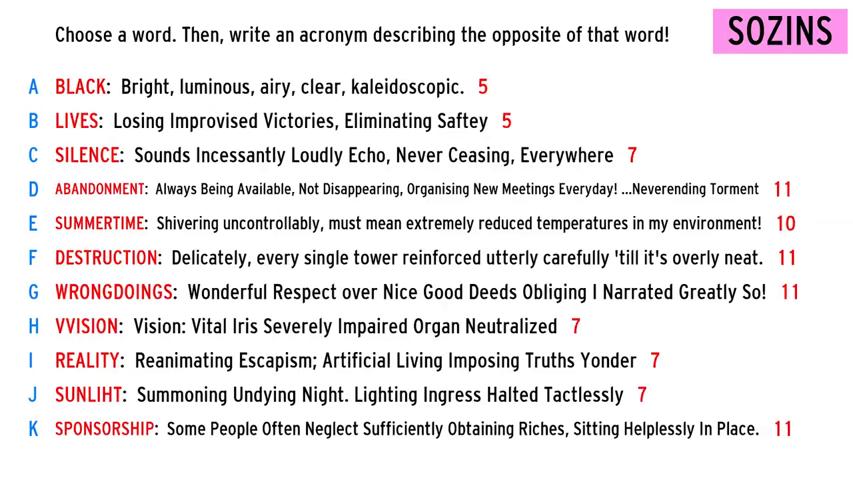 Choose a word. Then, write an acronym describing the opposite of that word!
SOZINS
A BLACK: Bright, luminous, airy, clear, kaleidoscopic. 5
B LIVES: Losing Improvised Victories, Eliminating Saftey 5
C SILENCE: Sounds Incessantly Loudly Echo, Never Ceasing, Everywhere 7
D ABANDONMENT: Always Being Available, Not Disappearing, Organising New Meetings Everyday! ...Neverending Torment 11
E SUMMERTIME: Shivering uncontrollably, must mean extremely reduced temperatures in my environment! 10
F DESTRUCTION: Delicately, every single tower reinforced utterly carefully 'till it's overly neat. 11
G WRONGDOINGS: Wonderful Respect over Nice Good Deeds Obliging I Narrated Greatly So! 11
H VVISION: Vision: Vital Iris Severely Impaired Organ Neutralized 7
I REALITY: Reanimating Escapism; Artificial Living Imposing Truths Yonder 7
J SUNLIHT: Summoning Undying Night. Lighting Ingress Halted Tactlessly 7
K SPONSORSHIP: Some People Often Neglect Sufficiently Obtaining Riches, Sitting Helplessly In Place. 11